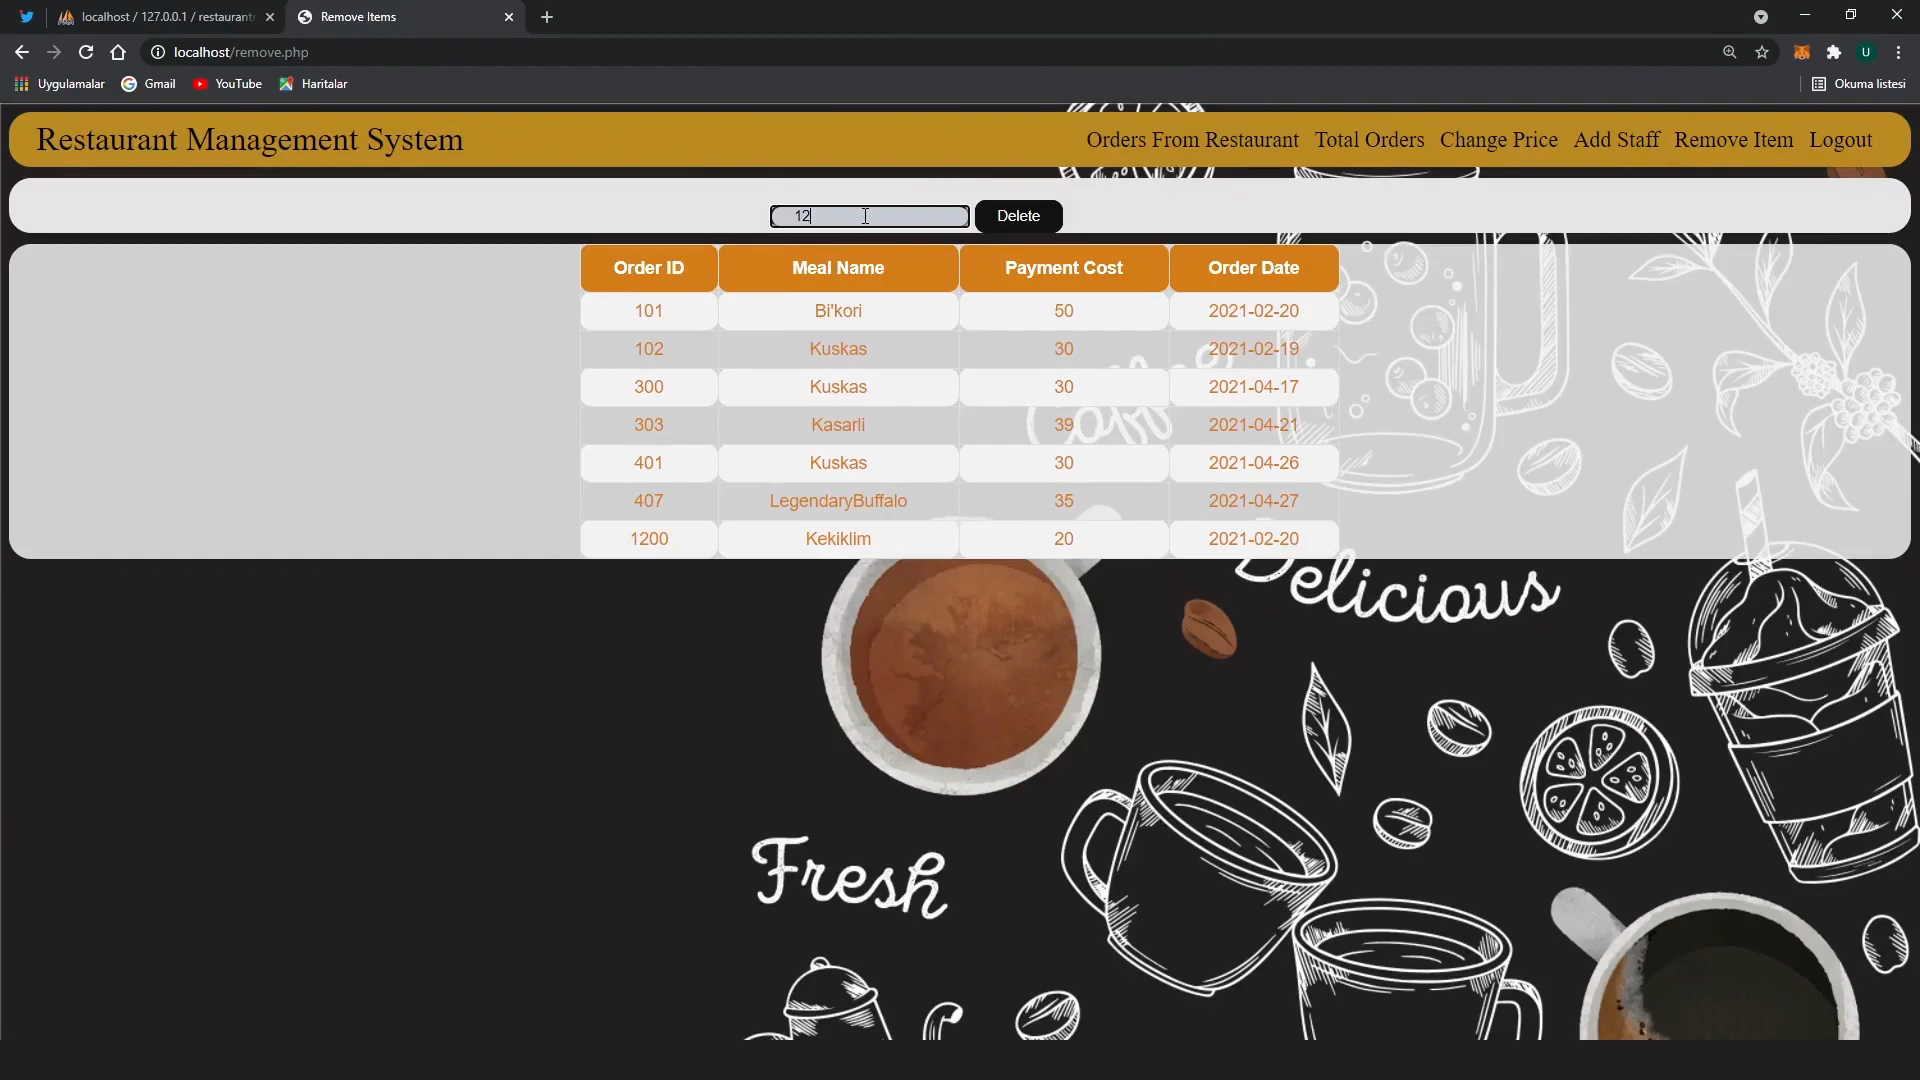 localhost / 127.0.0.1 / restaurant
Remove Items
localhost/remove.php
Uygulamalar
Gmail
YouTube
Haritalar
Okuma listesi
U
Restaurant Management System
Orders From Restaurant
Total Orders
Change Price
Add Staff
Remove Item
Logout
12
Delete
Order ID Meal Name Payment Cost Order Date
101 Bi'kori 50 2021-02-20
102 Kuskas 30 2021-02-19
300 Kuskas 30 2021-04-17
303 Kasarli 39 2021-04-21
401 Kuskas 30 2021-04-26
407 LegendaryBuffalo 35 2021-04-27
1200 Kekiklim 20 2021-02-20
Coffee
Delicious
Fresh